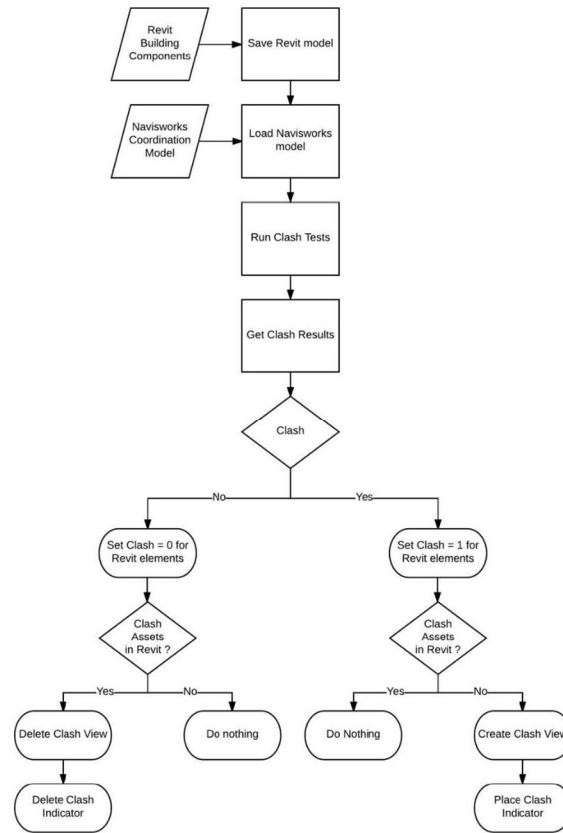 Revit
Building
Components
Save Revit model
Navisworks
Coordination
Model
Load Navisworks
model
Run Clash Tests
Get Clash Results
Clash
No
Yes
Set Clash = 0 for
Revit elements
Set Clash = 1 for
Revit elements
Clash
Assets
in Revit ?
Clash
Assets
in Revit ?
Yes
No
Yes
No
Delete Clash View
Do nothing
Do Nothing
Create Clash View
Delete Clash
Indicator
Place Clash
Indicator